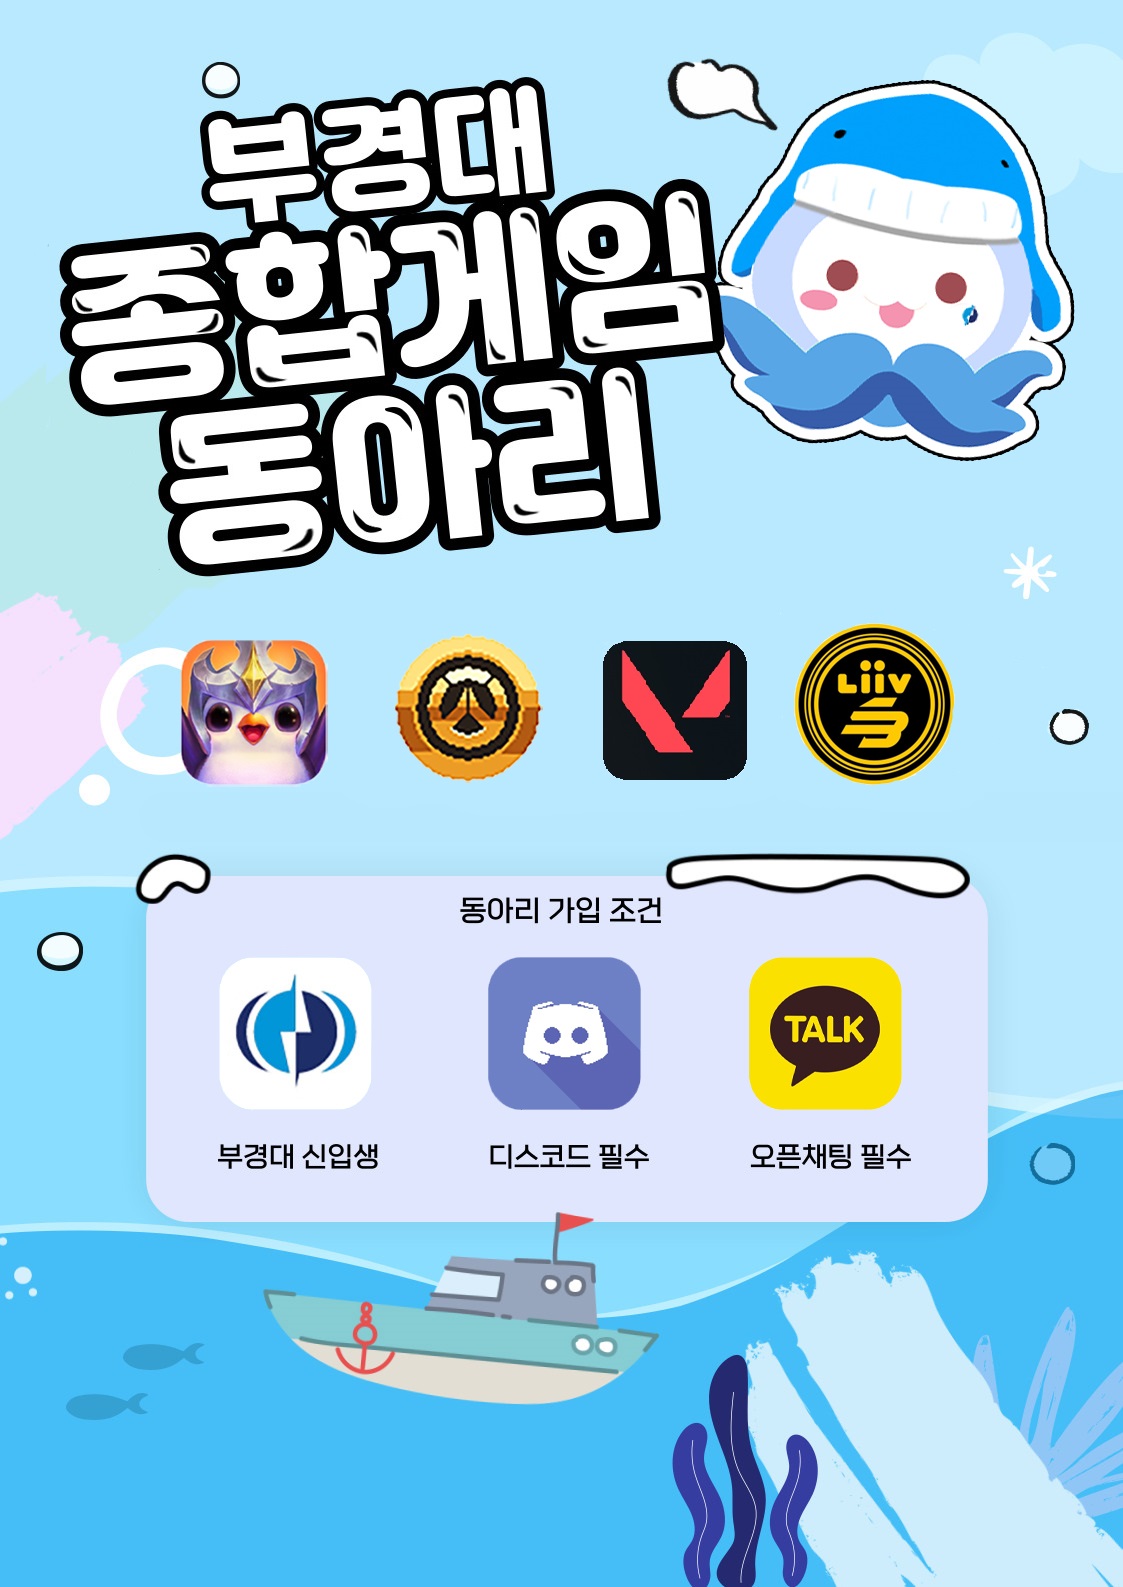 부경대
종합게임
동아리
Liiv
동아리 가입 조건
TALK
부경대 신입생
디스코드 필수
오픈채팅 필수